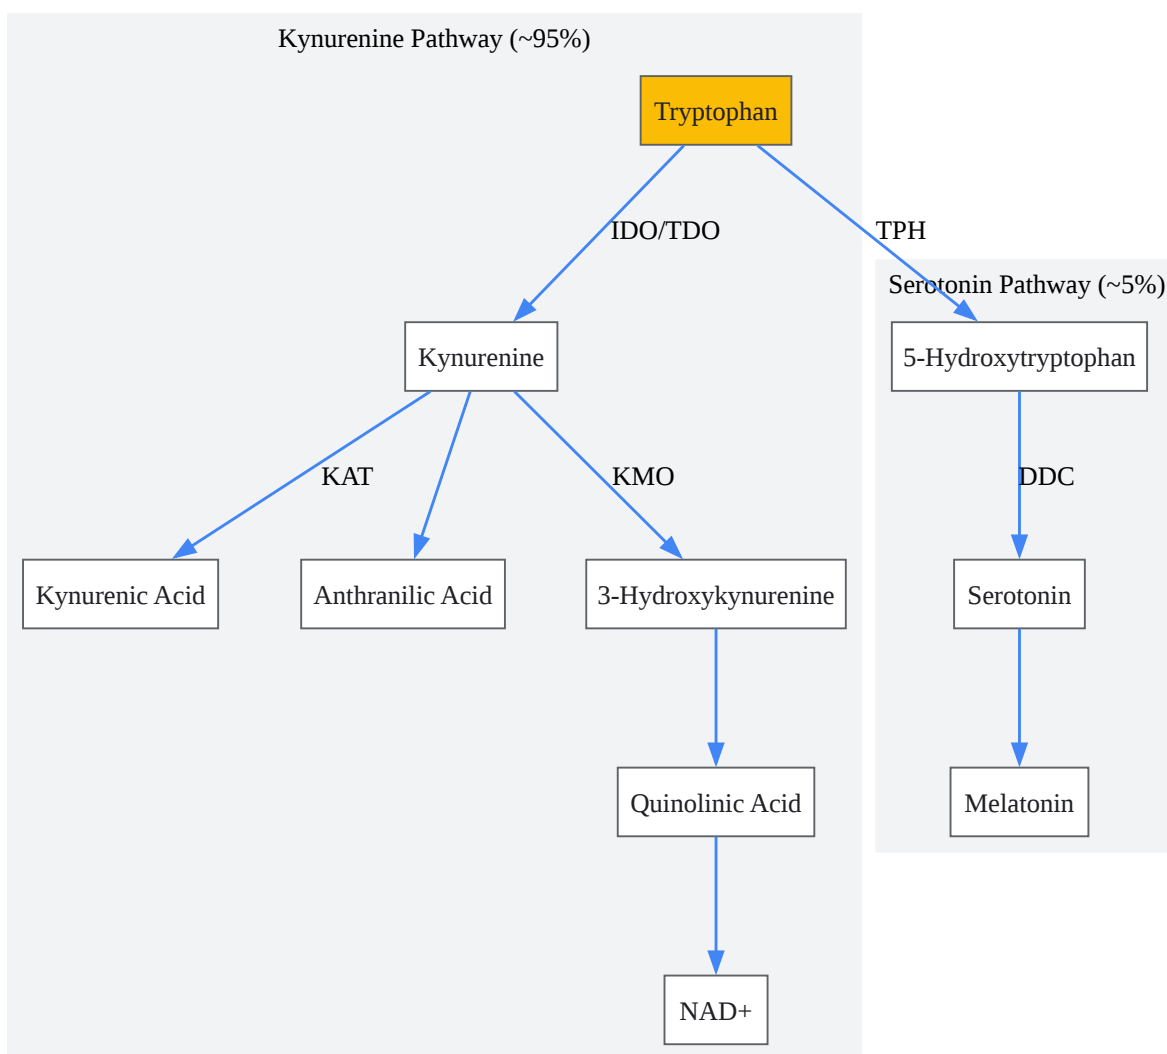 Kynurenine Pathway (~95%)
Tryptophan
IDO/TDO
TPH
Serotonin Pathway (~5%)
Kynurenine
5-Hydroxytryptophan
KAT
KMO
DDC
Kynurenic Acid
Anthranilic Acid
3-Hydroxykynurenine
Serotonin
Quinolinic Acid
Melatonin
NAD+